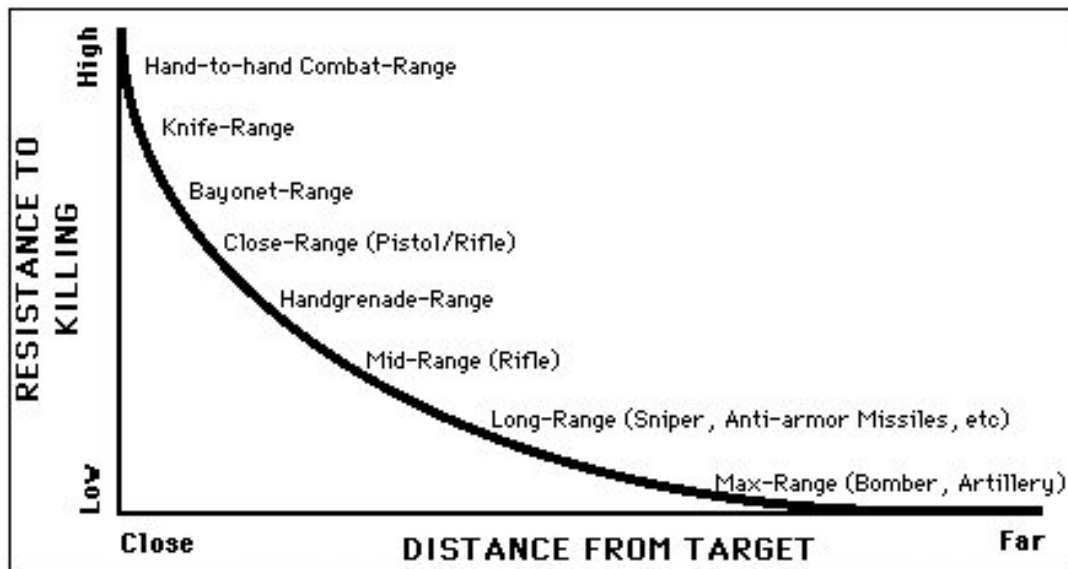 High
Hand-to-hand Combat-Range
Knife-Range
Bayonet-Range
Close-Range (Pistol/Rifle)
Handgrenade-Range
Mid-Range (Rifle)
Long-Range (Sniper, Anti-armor Missiles, etc)
Max-Range (Bomber, Artillery)
RESISTANCE TO
KILLING
Low
Close
DISTANCE FROM TARGET
Far